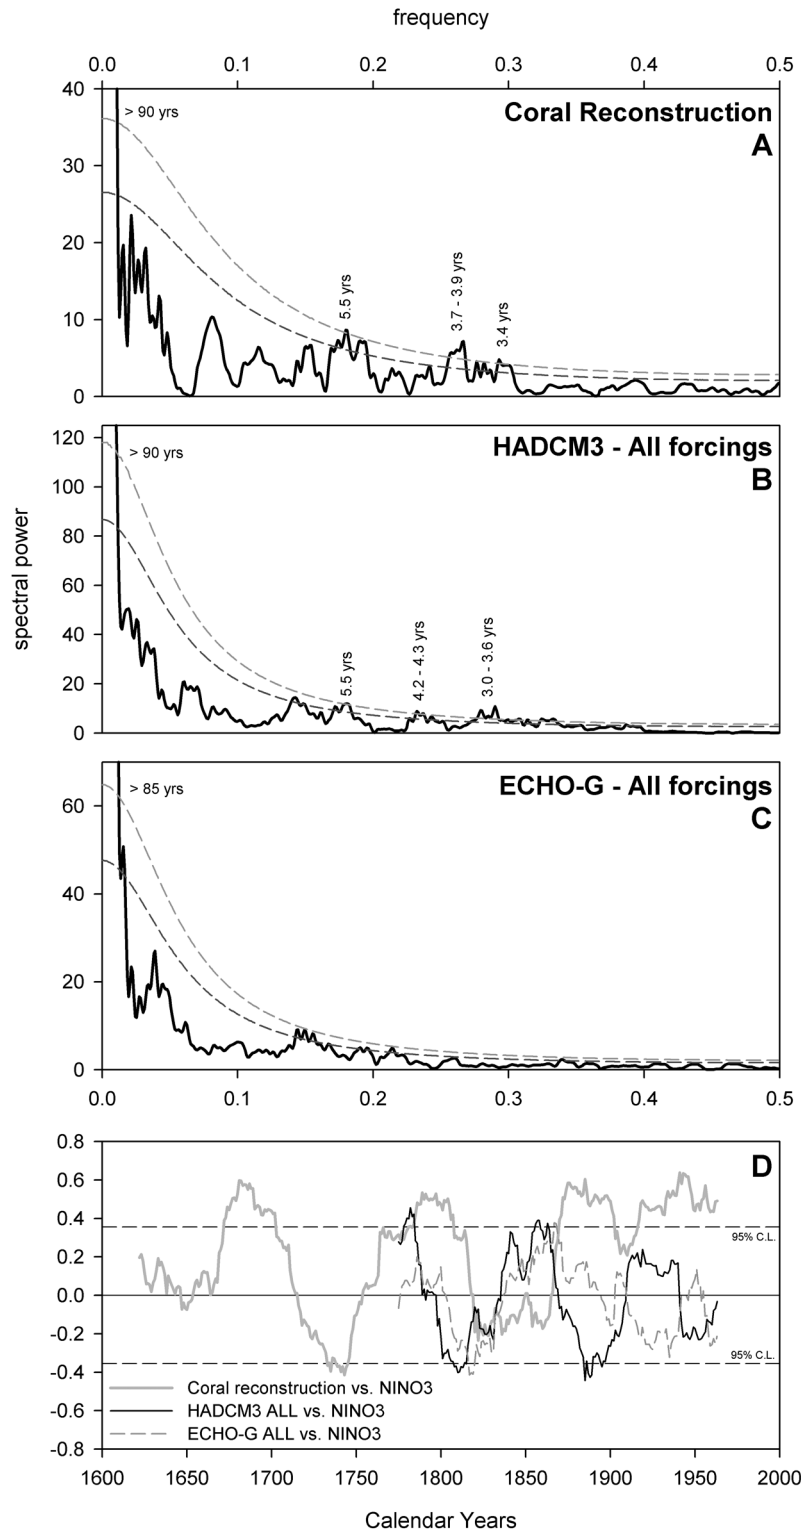 frequency
0.0 0.1 0.2 0.3 0.4 0.5
40
30
20
10
0
> 90 yrs
Coral Reconstruction
A
5.5 yrs
3.7 - 3.9 yrs
3.4 yrs
spectral power
120
100
80
60
40
20
0
> 90 yrs
HADCM3 - All forcings
B
5.5 yrs
4.2 - 4.3 yrs
3.0 - 3.6 yrs
60
40
20
0
> 85 yrs
ECHO-G - All forcings
C
0.0 0.1 0.2 0.3 0.4 0.5
0.8
0.6
0.4
0.2
0.0
-0.2
-0.4
-0.6
-0.8
D
95% C.L.
95% C.L.
Coral reconstruction vs. NINO3
HADCM3 ALL vs. NINO3
ECHO-G ALL vs. NINO3
1600 1650 1700 1750 1800 1850 1900 1950 2000
Calendar Years